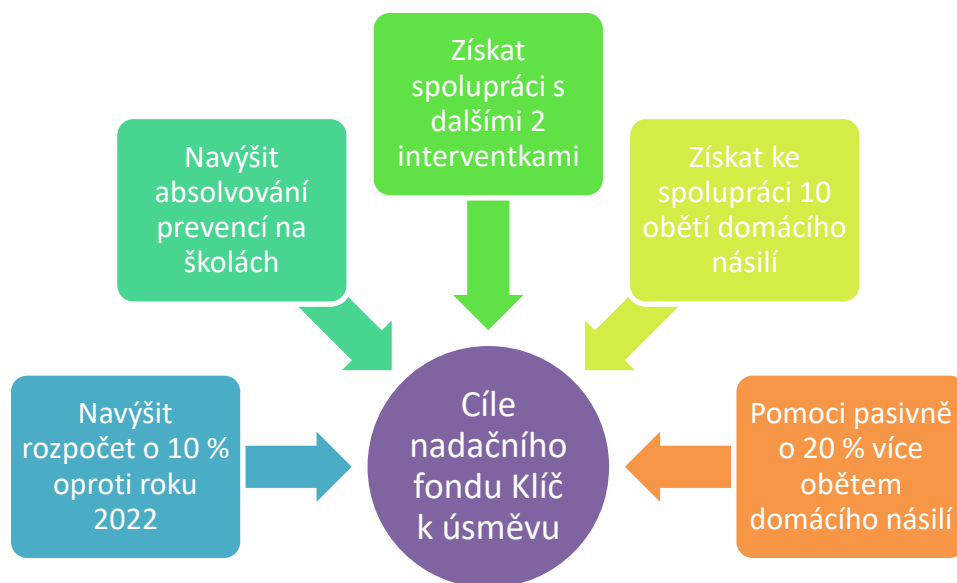 Získat
spolupráci s
dalšími 2
interventkami
Navýšit
absolvování
prevencí na
školách
Získat ke
spolupráci 10
obětí domácího
násilí
Navýšit
rozpočet o 10 %
oproti roku
2022
Cíle
nadačního
fondu Klíč
k úsměvu
Pomoci pasivně
o 20 % více
obětem
domácího násilí